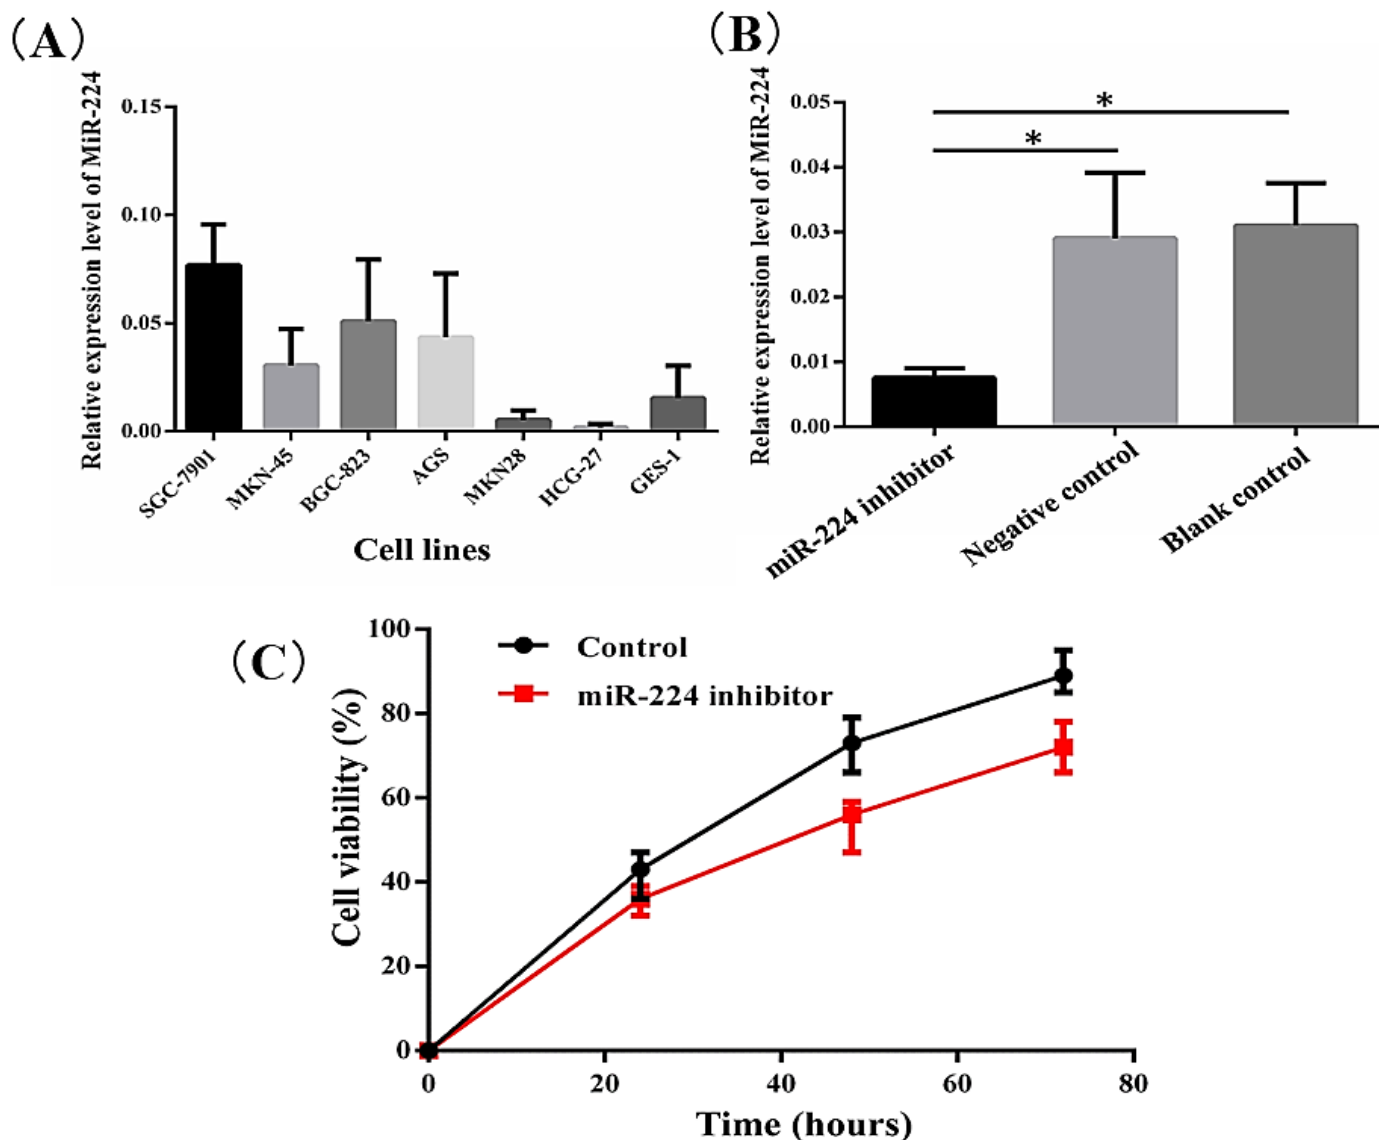 (A)
Relative expression level of MiR-224
0.15
0.10
0.05
0.00
SGC-7901
MKN-45
BGC-823
AGS
MKN28
HCG-27
GES-1
Cell lines
(B)
Relative expression level of MiR-224
0.05
0.04
0.03
0.02
0.01
0.00
*
*
miR-224 inhibitor
Negative control
Blank control
(C)
Cell viability (%)
100
80
60
40
20
0
Control
miR-224 inhibitor
0
20
40
60
80
Time (hours)